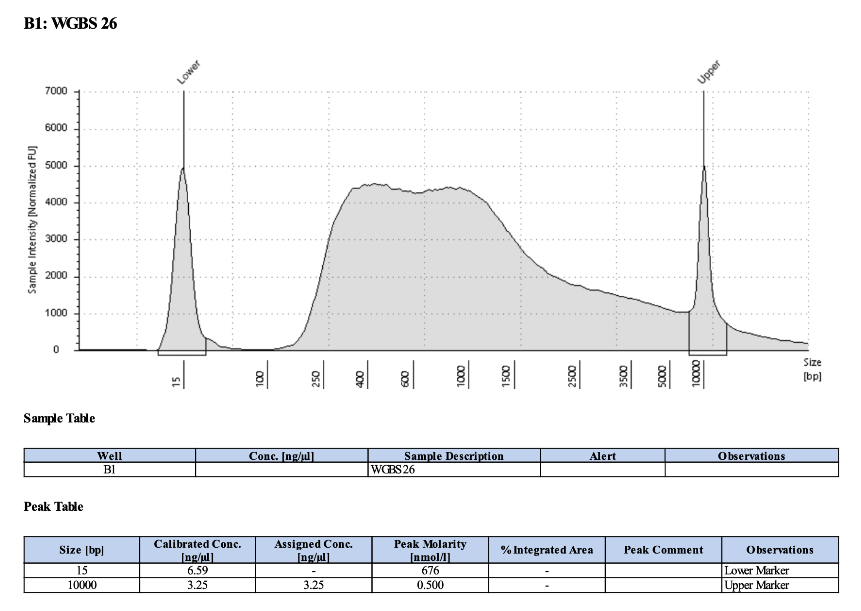 B1: WGBS 26
Lower
Upper
7000
6000
5000
4000
3000
2000
1000
0
Sample Intensity [Normalized FU]
15
100
250
400
600
1000
1500
2500
3500
5000
10000
Size
[bp]
Sample Table
Well Conc. [ng/µl] Sample Description Alert Observations
B1 WGBS 26
Peak Table
Size [bp] Calibrated Conc. [ng/µl] Assigned Conc. [ng/µl] Peak Molarity [nmol/l] % Integrated Area Peak Comment Observations
15 6.59 - 676 - Lower Marker
10000 3.25 3.25 0.500 - Upper Marker